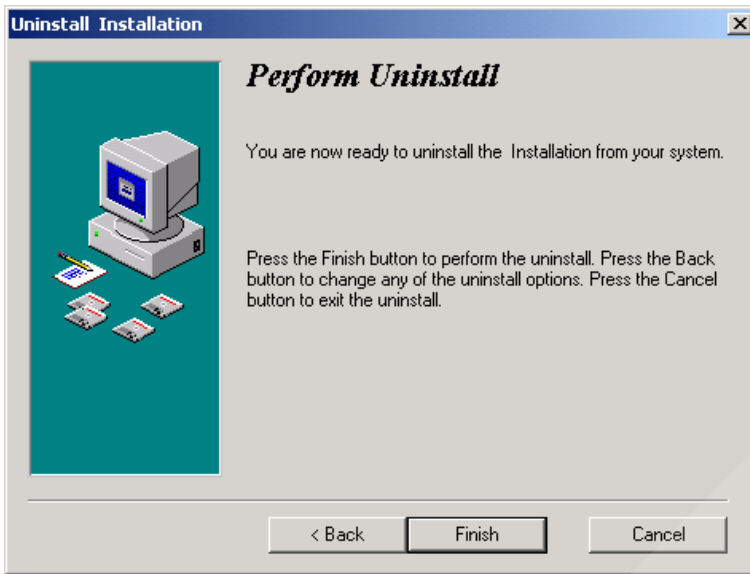 Uninstall Installation
Perform Uninstall
You are now ready to uninstall the Installation from your system.
Press the Finish button to perform the uninstall. Press the Back
button to change any of the uninstall options. Press the Cancel
button to exit the uninstall.
< Back
Finish
Cancel